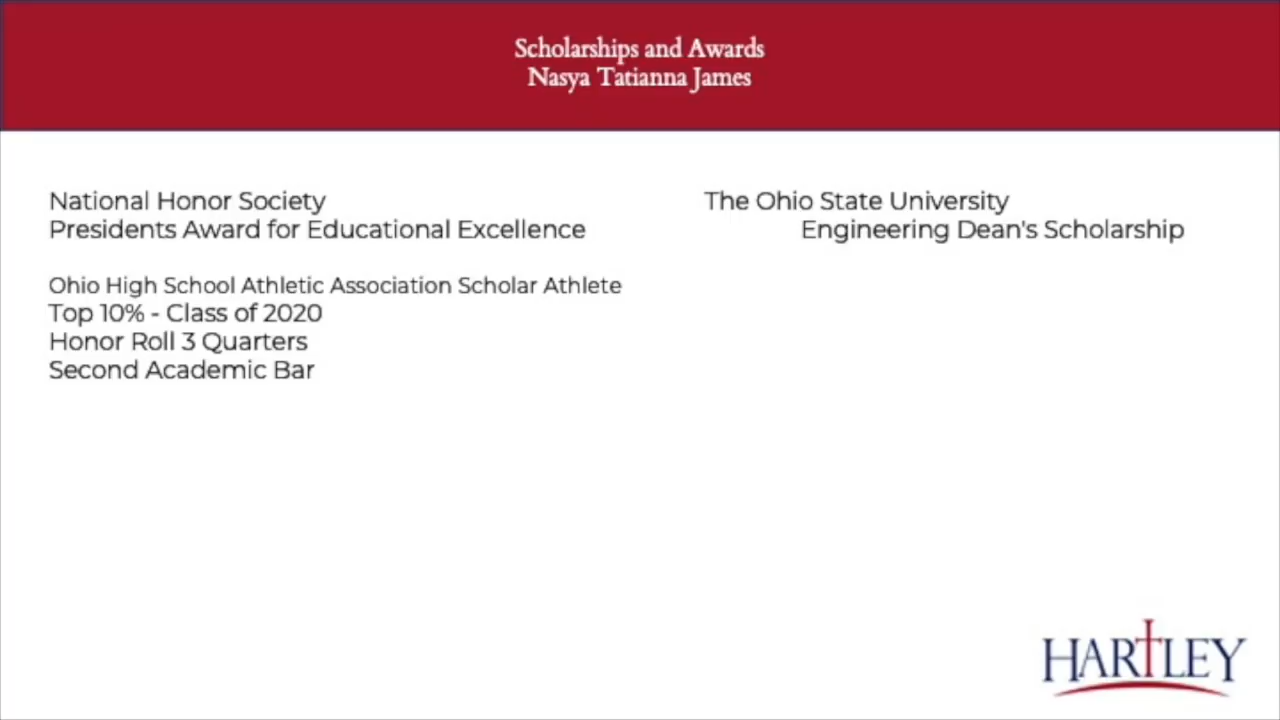 Scholarships and Awards
Nasya Tatianna James
National Honor Society
Presidents Award for Educational Excellence
Ohio High School Athletic Association Scholar Athlete
Top 10% - Class of 2020
Honor Roll 3 Quarters
Second Academic Bar
The Ohio State University
Engineering Dean's Scholarship
HARTLEY